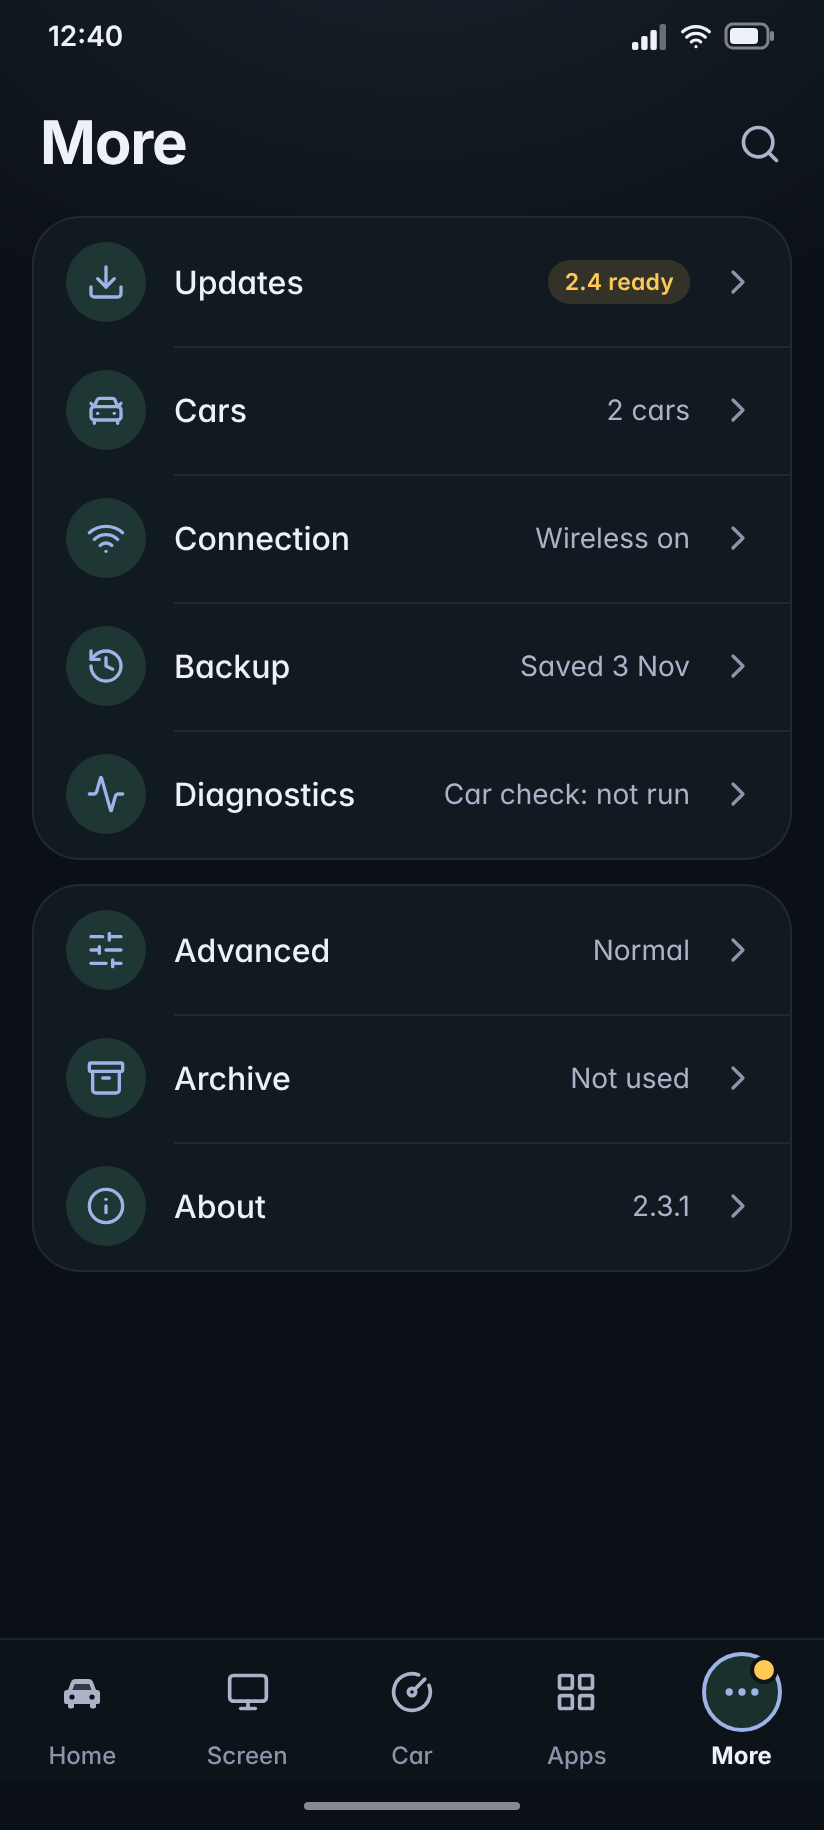 12:40
More
Updates 2.4 ready
Cars 2 cars
Connection Wireless on
Backup Saved 3 Nov
Diagnostics Car check: not run
Advanced Normal
Archive Not used
About 2.3.1
Home Screen Car Apps More